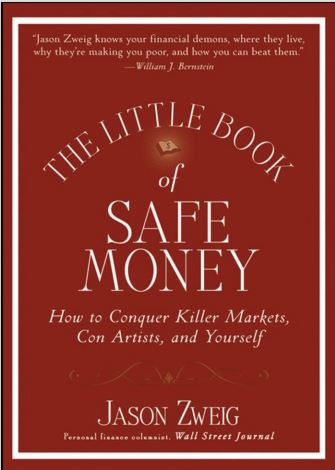 “Jason Zweig knows your financial demons, where they live,
why they’re making you poor, and how you can beat them.”
—William J. Bernstein
THE LITTLE BOOK
of
SAFE
MONEY
How to Conquer Killer Markets,
Con Artists, and Yourself
JASON ZWEIG
Personal finance columnist, Wall Street Journal